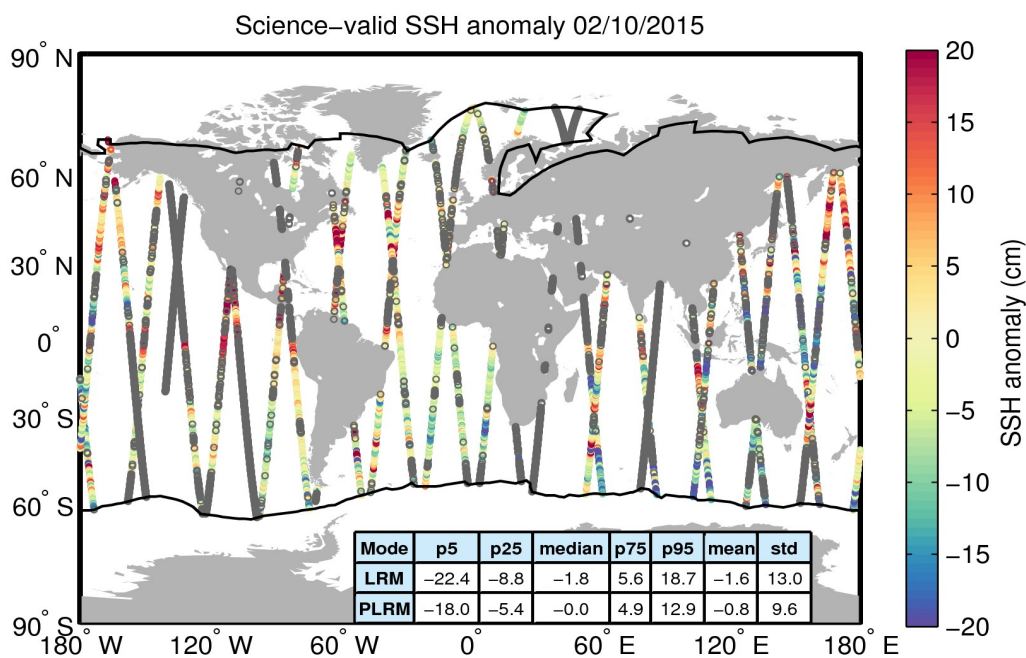 Science−valid SSH anomaly 02/10/2015
90° N
60° N
30° N
0°
30° S
60° S
90° S
180° W
120° W
60° W
0°
60° E
120° E
180° E
Mode p5 p25 median p75 p95 mean std
LRM −22.4 −8.8 −1.8 5.6 18.7 −1.6 13.0
PLRM −18.0 −5.4 −0.0 4.9 12.9 −0.8 9.6
20
15
10
5
0
−5
−10
−15
−20
SSH anomaly (cm)